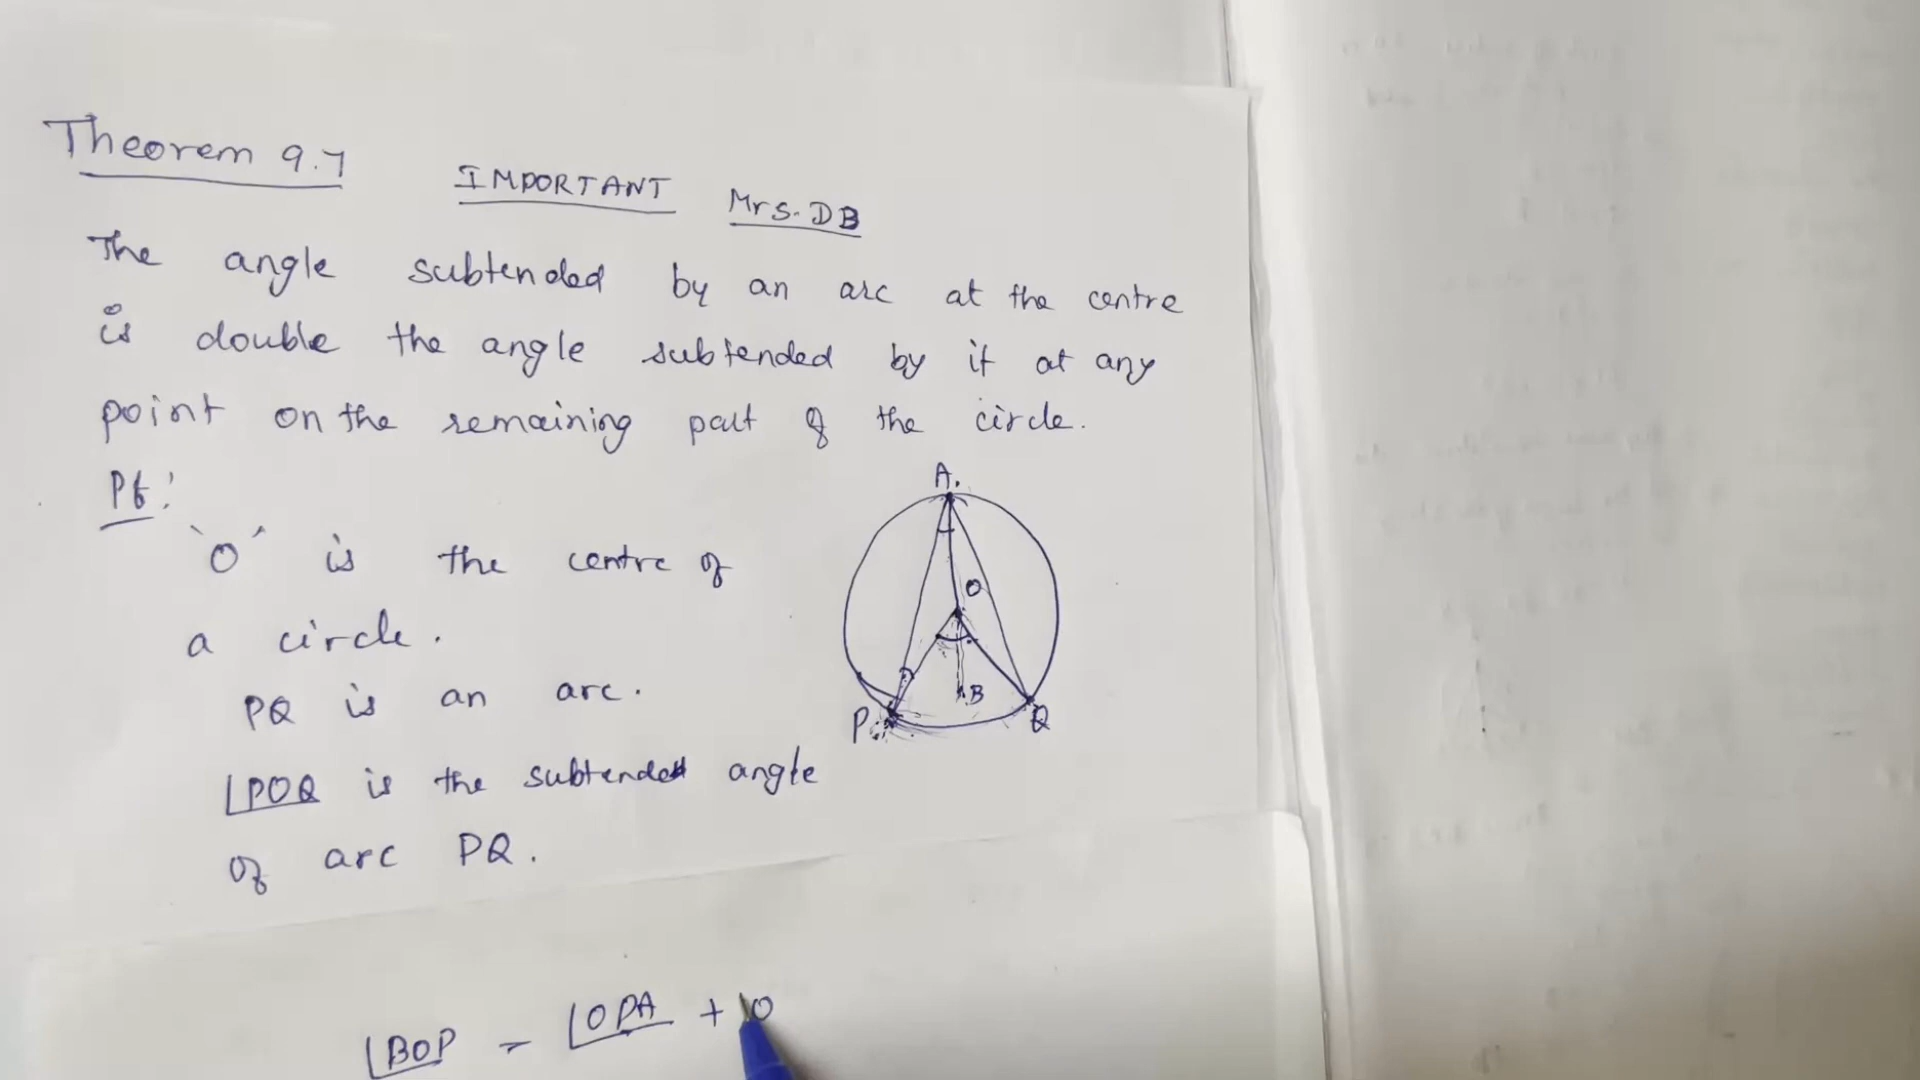 Theorem 9.7
IMPORTANT
Mrs. DB
The angle subtended by an arc at the centre
is double the angle subtended by it at any
point on the remaining part of the circle.
Pf:
'O' is the centre of
a circle.
PQ is an arc.
∠POQ is the subtended angle
of arc PQ.
A.
O
B
P
Q
∠BOP = ∠OPA + ∠O